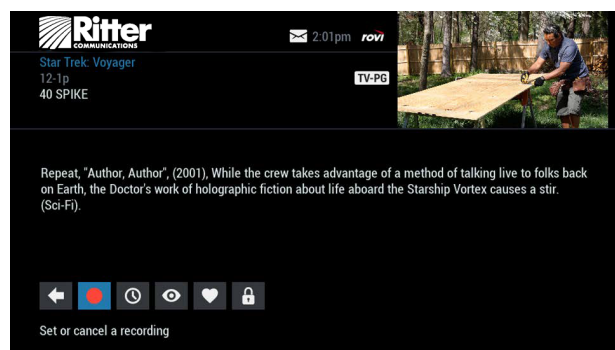 Ritter
COMMUNICATIONS
2:01pm rovi
Star Trek: Voyager
12-1p
TV-PG
40 SPIKE
Repeat, "Author, Author", (2001), While the crew takes advantage of a method of talking live to folks back
on Earth, the Doctor's work of holographic fiction about life aboard the Starship Vortex causes a stir.
(Sci-Fi).
Set or cancel a recording